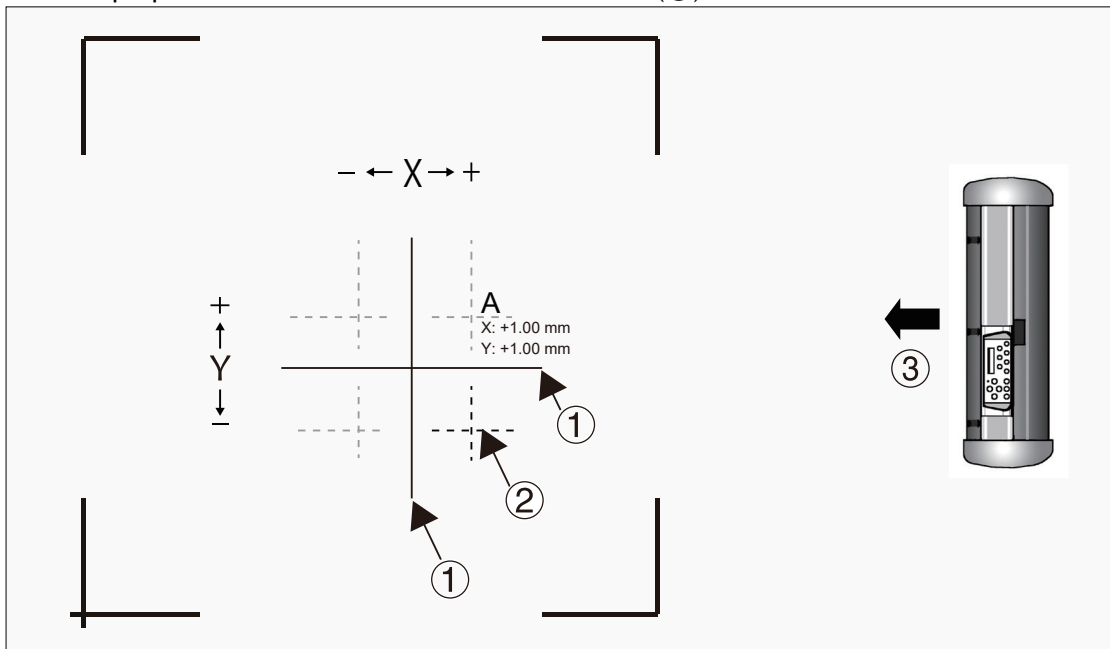 − ← X → +
+
↑
Y
↓
−
A
X: +1.00 mm
Y: +1.00 mm
①
②
①
③